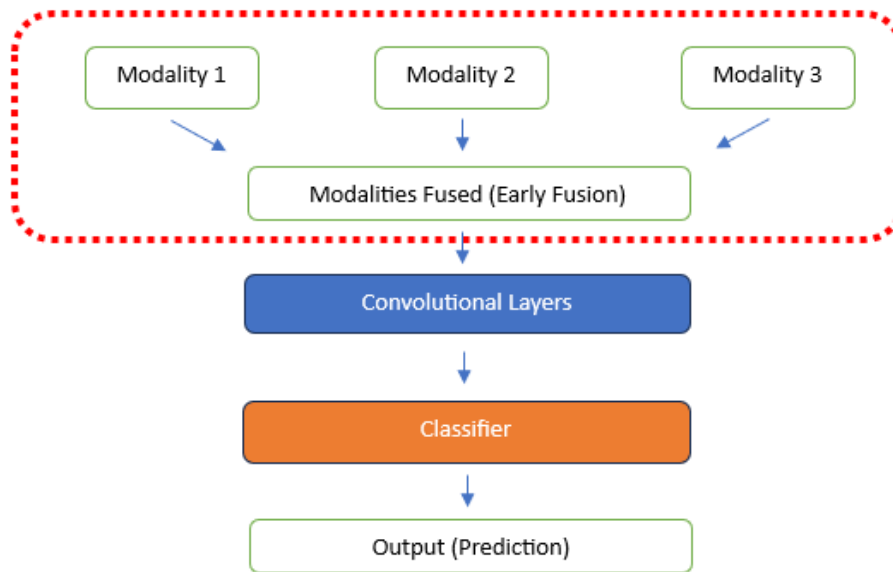 Modality 1
Modality 2
Modality 3
Modalities Fused (Early Fusion)
Convolutional Layers
Classifier
Output (Prediction)